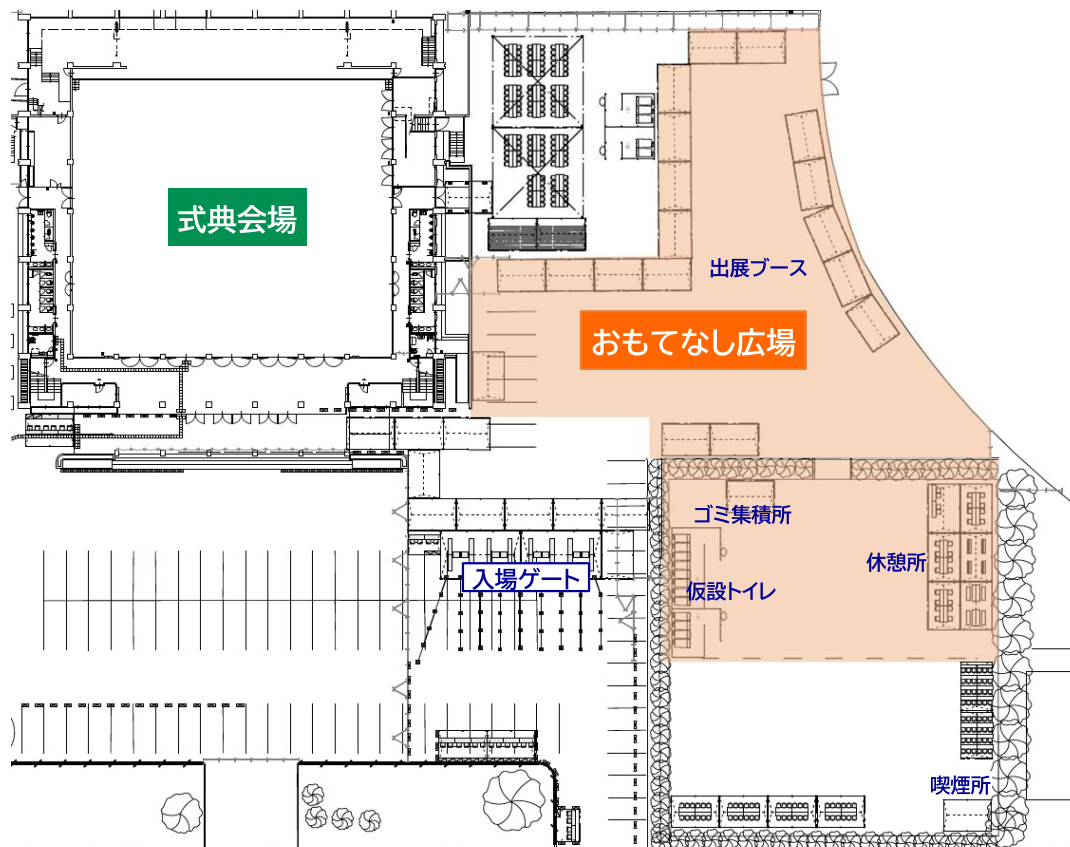 式典会場
出展ブース
おもてなし広場
ゴミ集積所
休憩所
入場ゲート
仮設トイレ
喫煙所